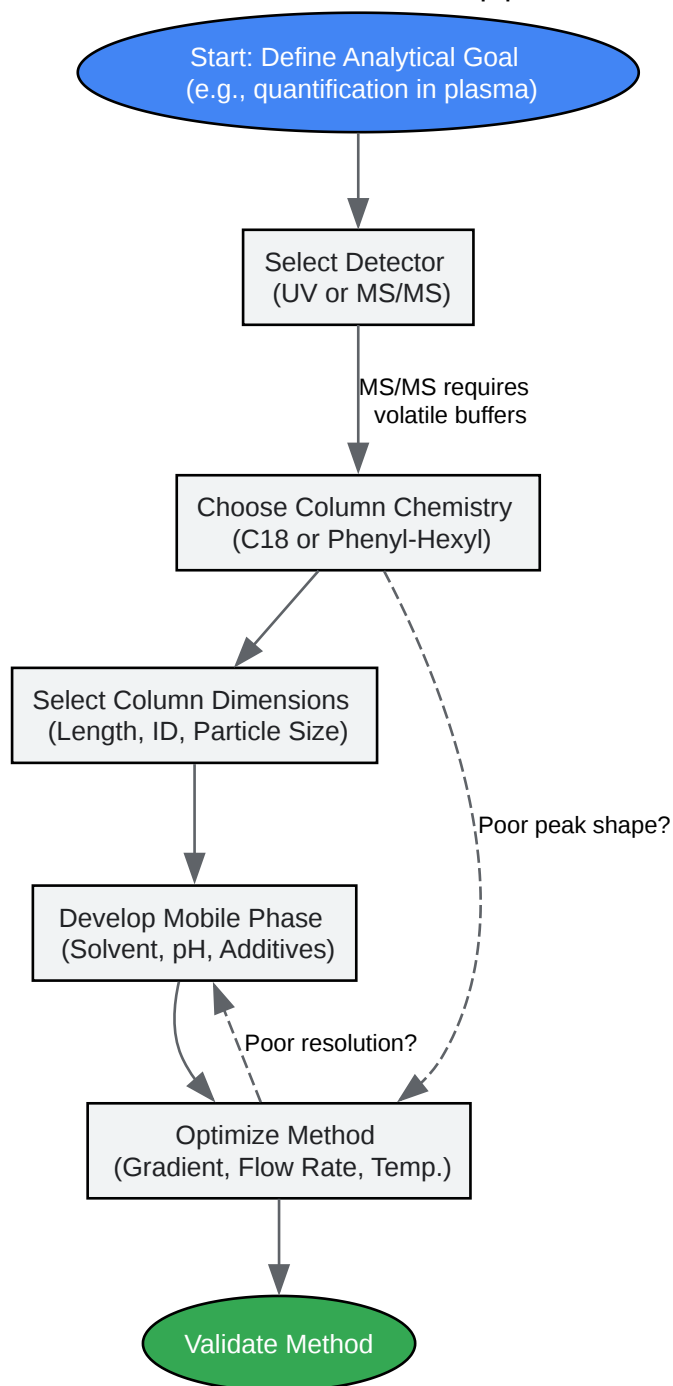 Start: Define Analytical Goal
(e.g., quantification in plasma)
Select Detector
(UV or MS/MS)
MS/MS requires
volatile buffers
Choose Column Chemistry
(C18 or Phenyl-Hexyl)
Select Column Dimensions
(Length, ID, Particle Size)
Poor peak shape?
Develop Mobile Phase
(Solvent, pH, Additives)
Poor resolution?
Optimize Method
(Gradient, Flow Rate, Temp.)
Validate Method